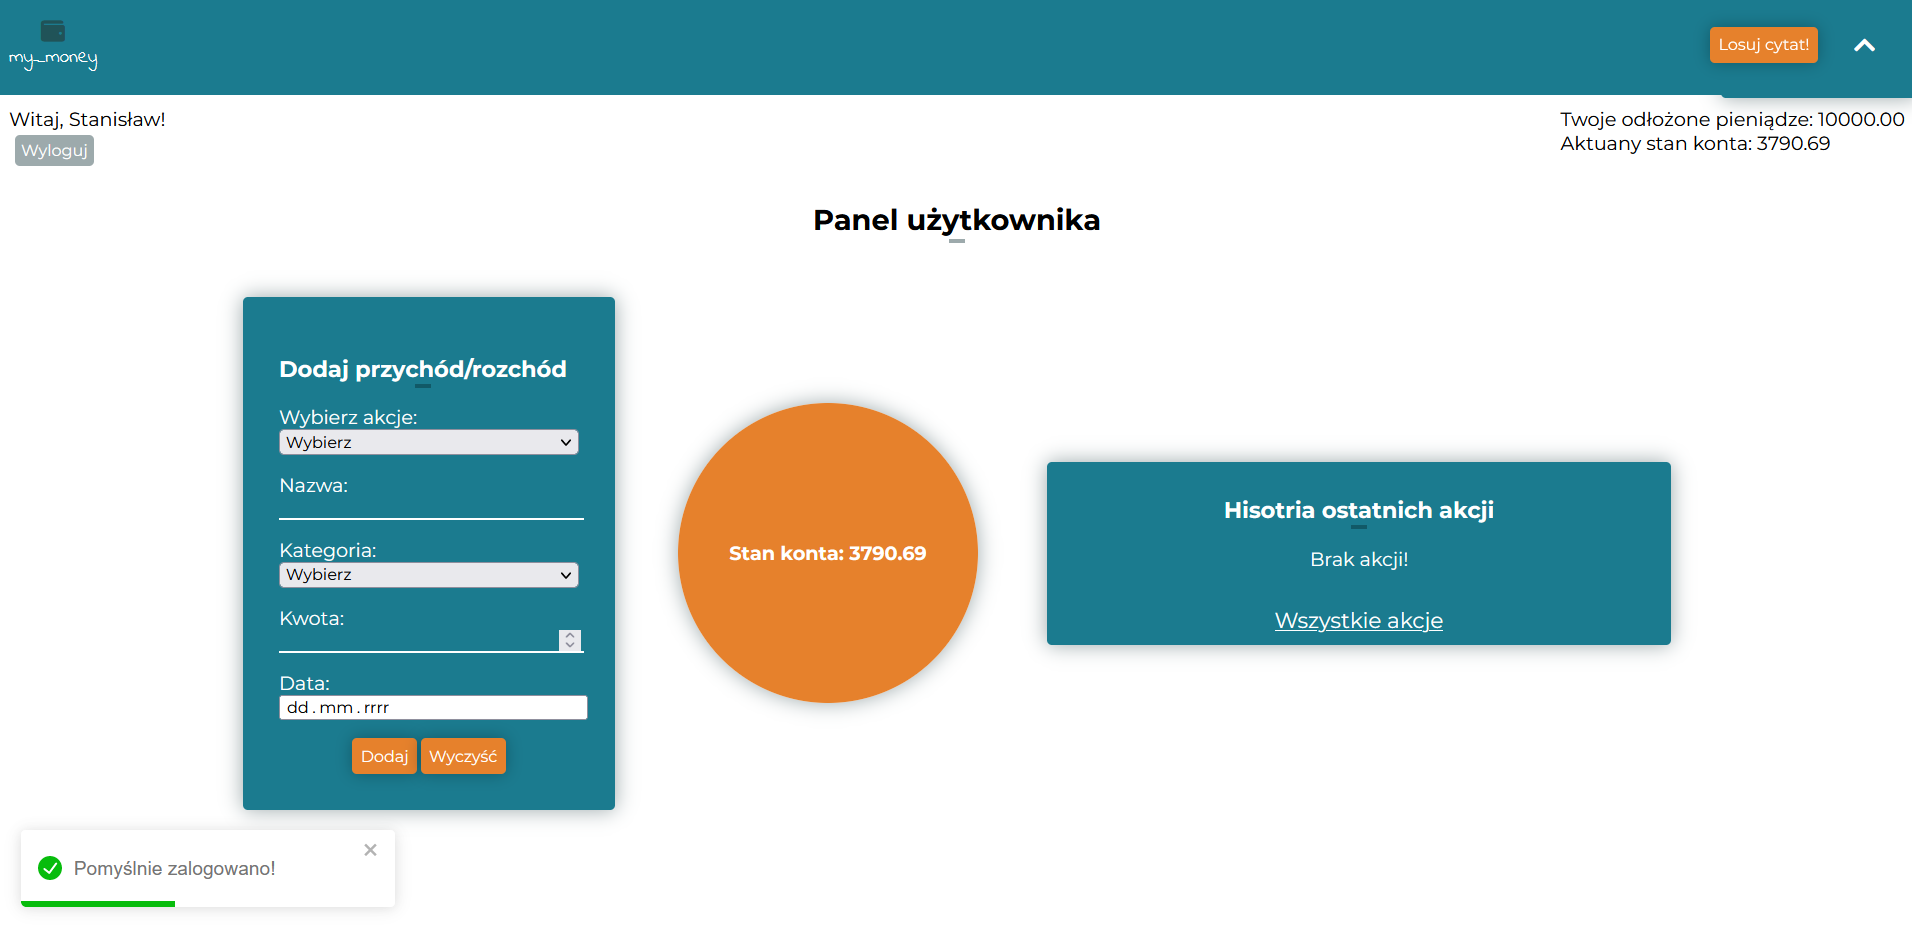 my_money
Losuj cytat!
Witaj, Stanisław!
Wyloguj
Twoje odłożone pieniądze: 10000.00
Aktuany stan konta: 3790.69
Panel użytkownika
Dodaj przychód/rozchód
Wybierz akcje:
Wybierz
Nazwa:
Kategoria:
Wybierz
Kwota:
Data:
dd.mm.rrrr
Dodaj
Wyczyść
Stan konta: 3790.69
Hisotria ostatnich akcji
Brak akcji!
Wszystkie akcje
Pomyślnie zalogowano!